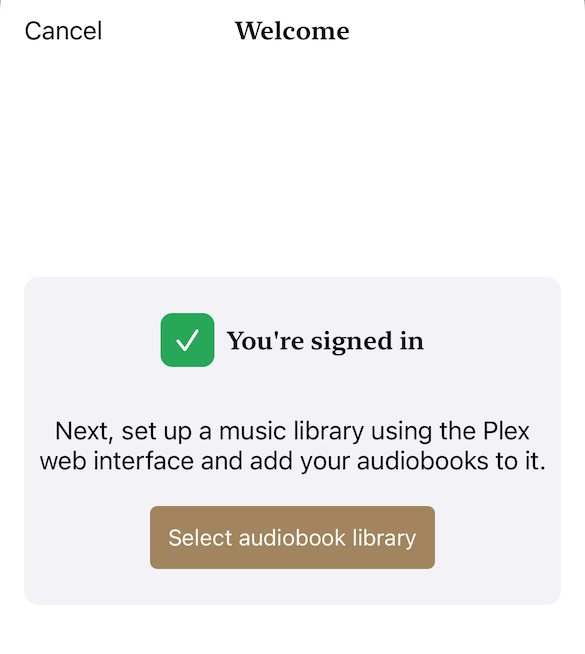 Cancel
Welcome
You're signed in
Next, set up a music library using the Plex
web interface and add your audiobooks to it.
Select audiobook library